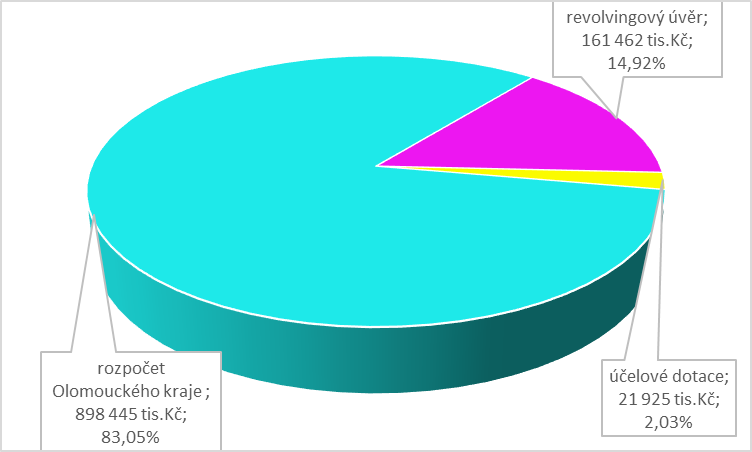 revolvingový úvěr;
161 462 tis.Kč;
14,92%
rozpočet
Olomouckého kraje ;
898 445 tis.Kč;
83,05%
účelové dotace;
21 925 tis.Kč;
2,03%